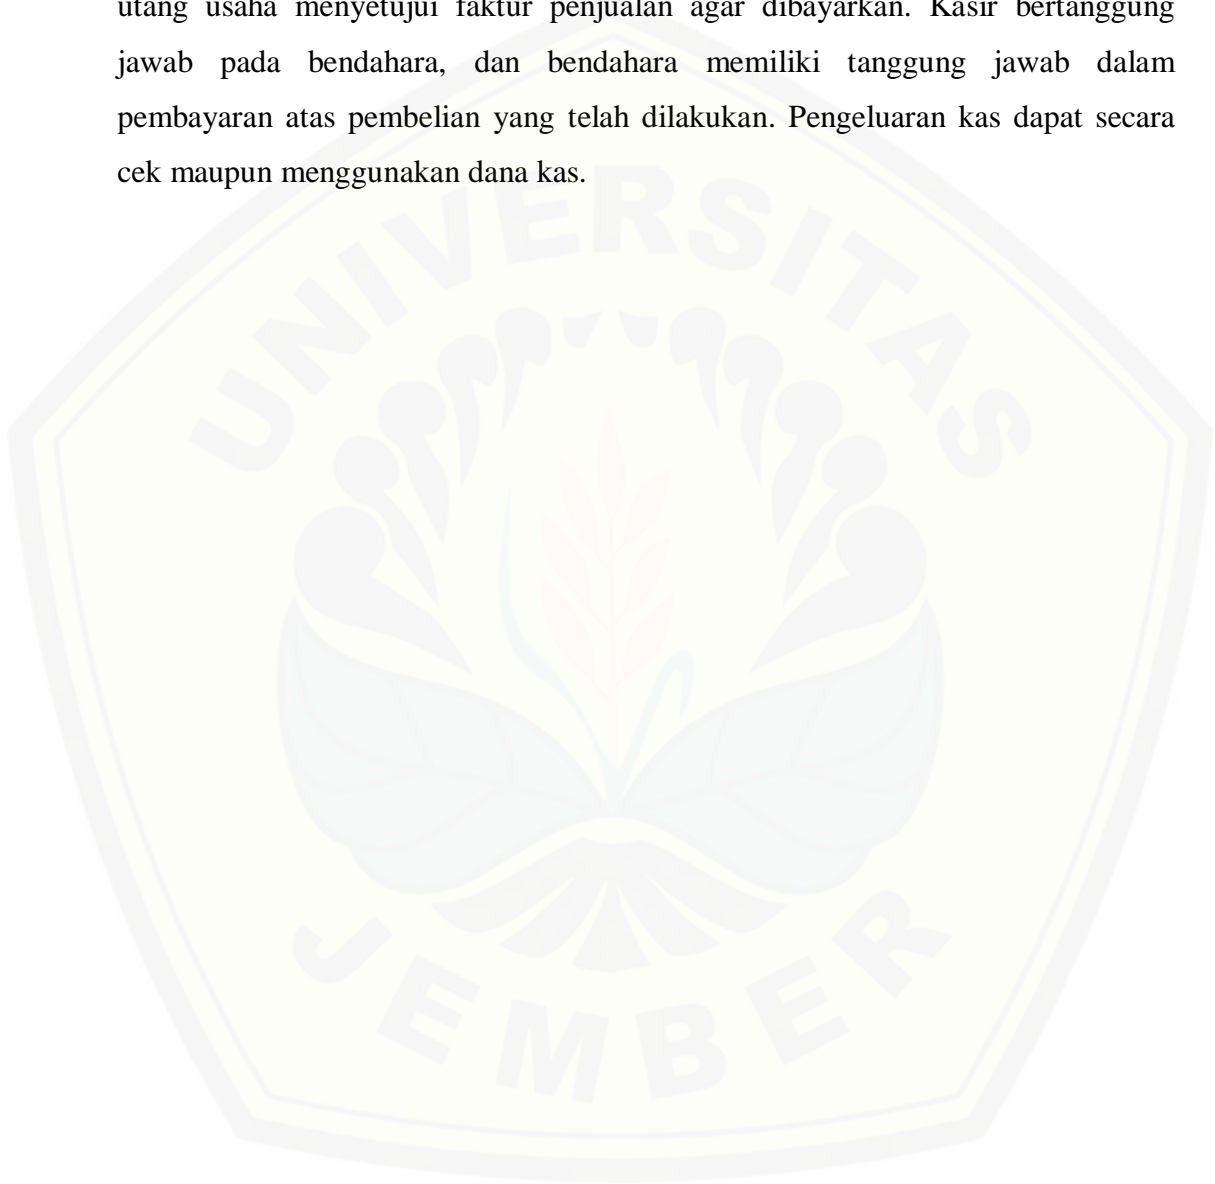 utang usaha menyetujui faktur penjualan agar dibayarkan. Kasir bertanggung
jawab pada bendahara, dan bendahara memiliki tanggung jawab dalam
pembayaran atas pembelian yang telah dilakukan. Pengeluaran kas dapat secara
cek maupun menggunakan dana kas.
UNIVERSITAS
JEMBER